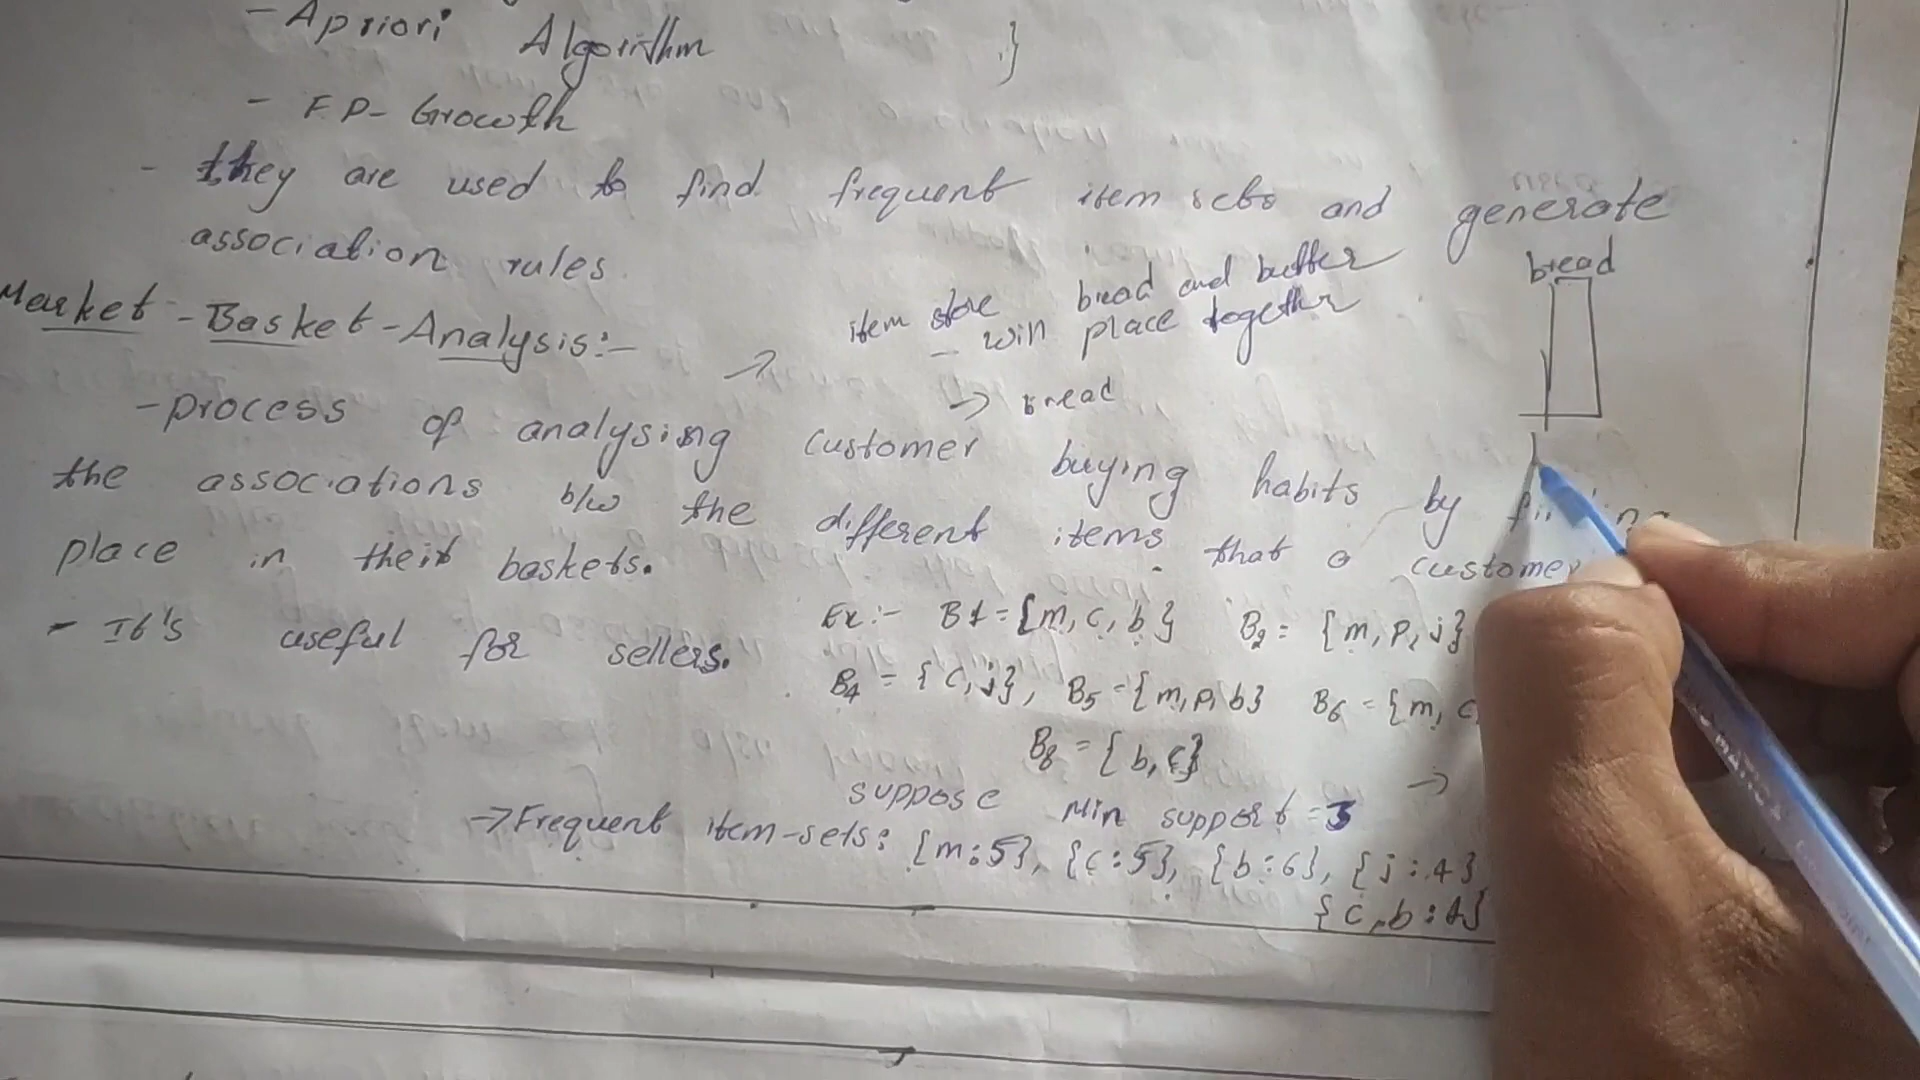 - Apriori Algorithm }
- F.P- Growth
- they are used to find frequent item sets and generate
association rules.
bread
Market-Basket-Analysis:-
item store bread and butter
- win place together
→ bread
-process of analysing customer buying habits by
the associations b/w the different items that a customer
place in their baskets.
- It's useful for sellers.
Ex:- B1={m, c, b} B2= {m, P, j}
B4 = {c, j}, B5={m, p, b} B6 = {m, c,
B8 = { b, c}
suppose Min support = 3 →
→Frequent item-sets: {m:5}, {c:5}, {b:6}, {j:4}
{c, b:4}